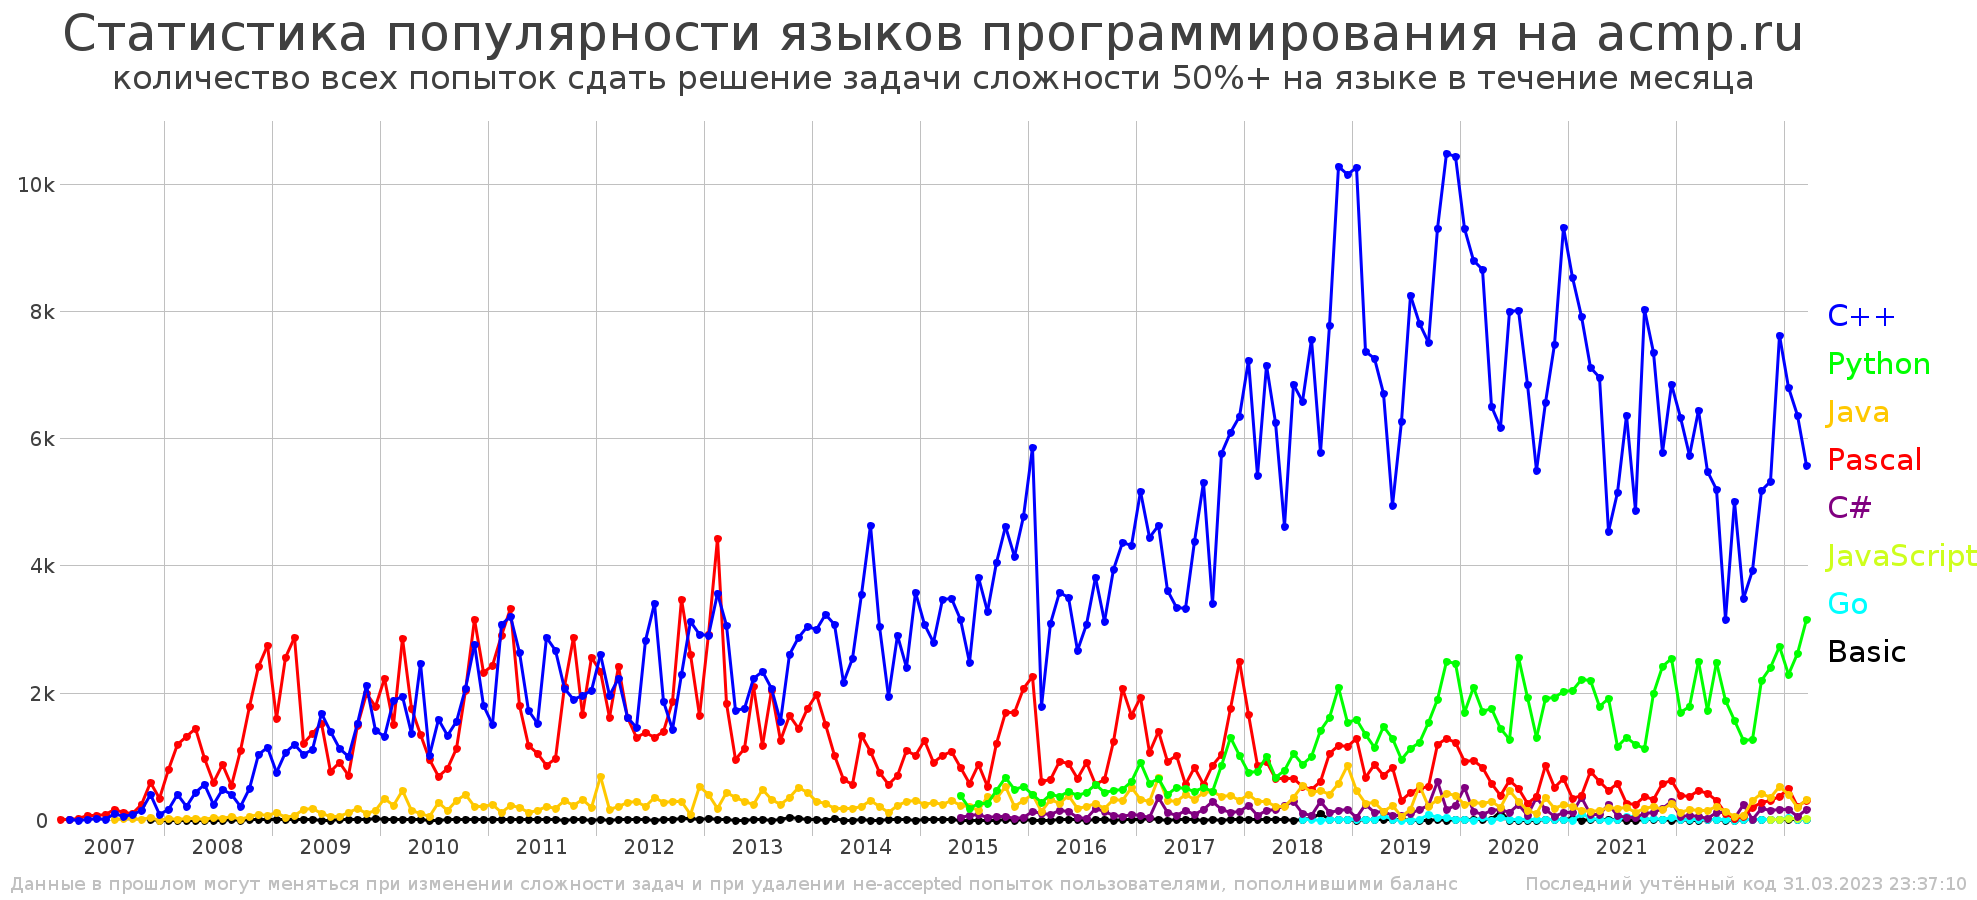 Статистика популярности языков программирования на acmp.ru
количество всех попыток сдать решение задачи сложности 50%+ на языке в течение месяца
10k
8k
6k
4k
2k
0
2007 2008 2009 2010 2011 2012 2013 2014 2015 2016 2017 2018 2019 2020 2021 2022
C++
Python
Java
Pascal
C#
JavaScript
Go
Basic
Данные в прошлом могут меняться при изменении сложности задач и при удалении не-accepted попыток пользователями, пополнившими баланс
Последний учтённый код 31.03.2023 23:37:10